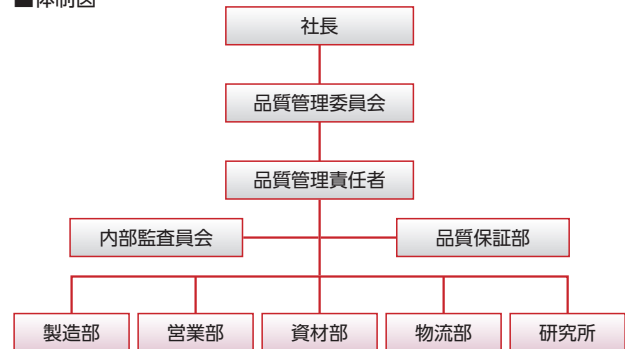 ■体制図
社長
品質管理委員会
品質管理責任者
内部監査員会
品質保証部
製造部
営業部
資材部
物流部
研究所